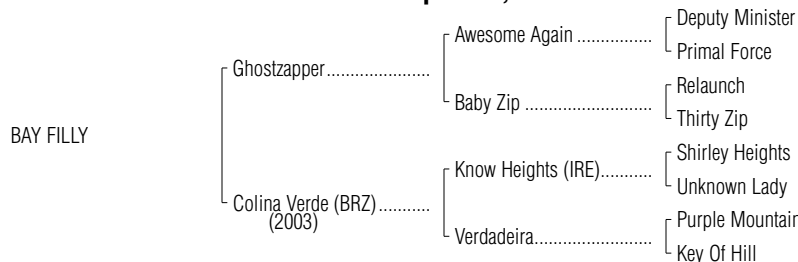 Deputy Minister
Awesome Again
Primal Force
Ghostzapper
Relaunch
Baby Zip
Thirty Zip
BAY FILLY
Shirley Heights
Know Heights (IRE)
Unknown Lady
Colina Verde (BRZ)
(2003)
Purple Mountain
Verdadeira
Key Of Hill